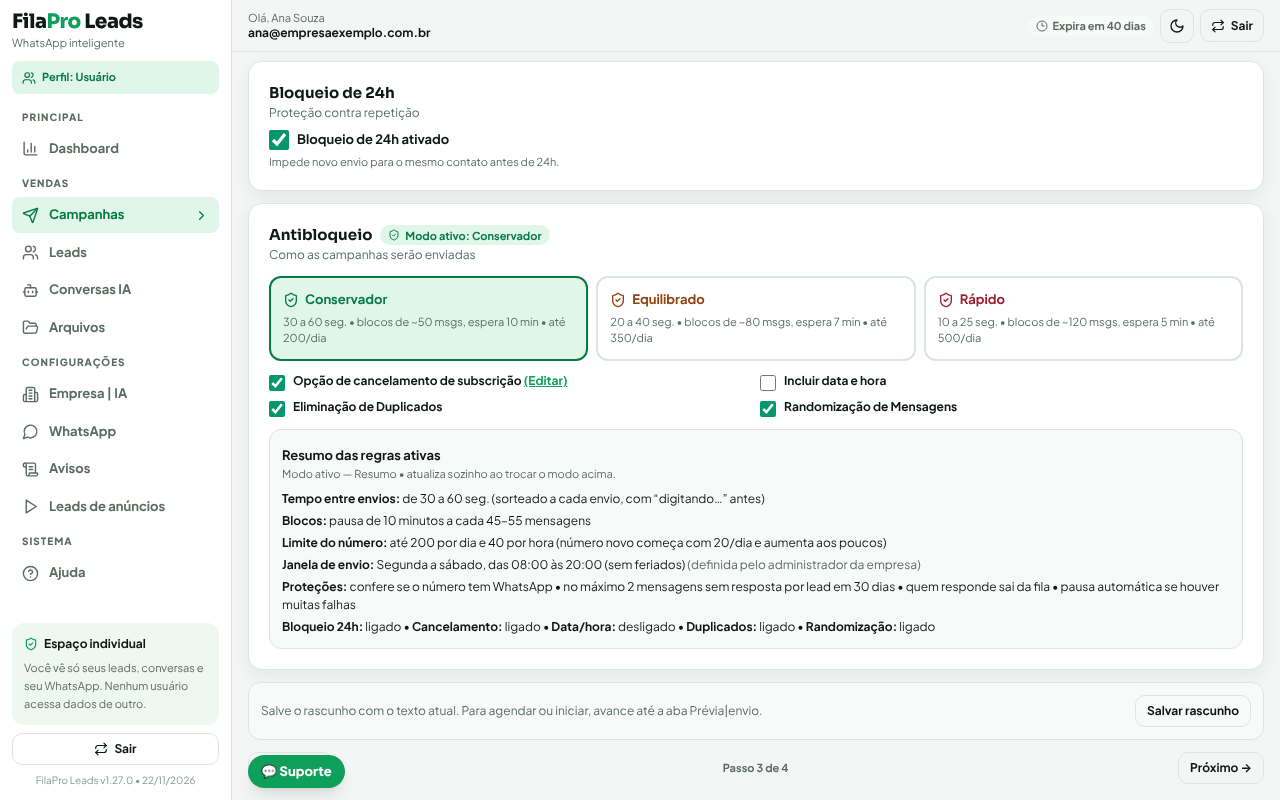 FilaPro Leads
WhatsApp inteligente
Perfil: Usuário
PRINCIPAL
Dashboard
VENDAS
Campanhas
Leads
Conversas IA
Arquivos
CONFIGURAÇÕES
Empresa | IA
WhatsApp
Avisos
Leads de anúncios
SISTEMA
Ajuda
Espaço individual
Você vê só seus leads, conversas e
seu WhatsApp. Nenhum usuário
acessa dados de outro.
Sair
FilaPro Leads v1.27.0 • 22/11/2026
Olá, Ana Souza
ana@empresaexemplo.com.br
Expira em 40 dias
Sair
Bloqueio de 24h
Proteção contra repetição
Bloqueio de 24h ativado
Impede novo envio para o mesmo contato antes de 24h.
Antibloqueio
Modo ativo: Conservador
Como as campanhas serão enviadas
Conservador
30 a 60 seg. • blocos de ~50 msgs, espera 10 min • até
200/dia
Equilibrado
20 a 40 seg. • blocos de ~80 msgs, espera 7 min • até
350/dia
Rápido
10 a 25 seg. • blocos de ~120 msgs, espera 5 min • até
500/dia
Opção de cancelamento de subscrição (Editar)
Incluir data e hora
Eliminação de Duplicados
Randomização de Mensagens
Resumo das regras ativas
Modo ativo — Resumo • atualiza sozinho ao trocar o modo acima.
Tempo entre envios: de 30 a 60 seg. (sorteado a cada envio, com “digitando…” antes)
Blocos: pausa de 10 minutos a cada 45–55 mensagens
Limite do número: até 200 por dia e 40 por hora (número novo começa com 20/dia e aumenta aos poucos)
Janela de envio: Segunda a sábado, das 08:00 às 20:00 (sem feriados) (definida pelo administrador da empresa)
Proteções: confere se o número tem WhatsApp • no máximo 2 mensagens sem resposta por lead em 30 dias • quem responde sai da fila • pausa automática se houver
muitas falhas
Bloqueio 24h: ligado • Cancelamento: ligado • Data/hora: desligado • Duplicados: ligado • Randomização: ligado
Salve o rascunho com o texto atual. Para agendar ou iniciar, avance até a aba Prévia|envio.
Salvar rascunho
💬 Suporte
Passo 3 de 4
Próximo →